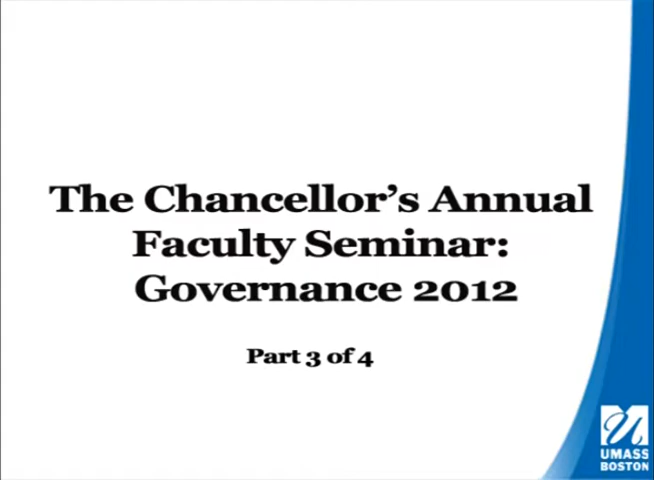 The Chancellor's Annual
Faculty Seminar:
Governance 2012
Part 3 of 4
UMASS
BOSTON